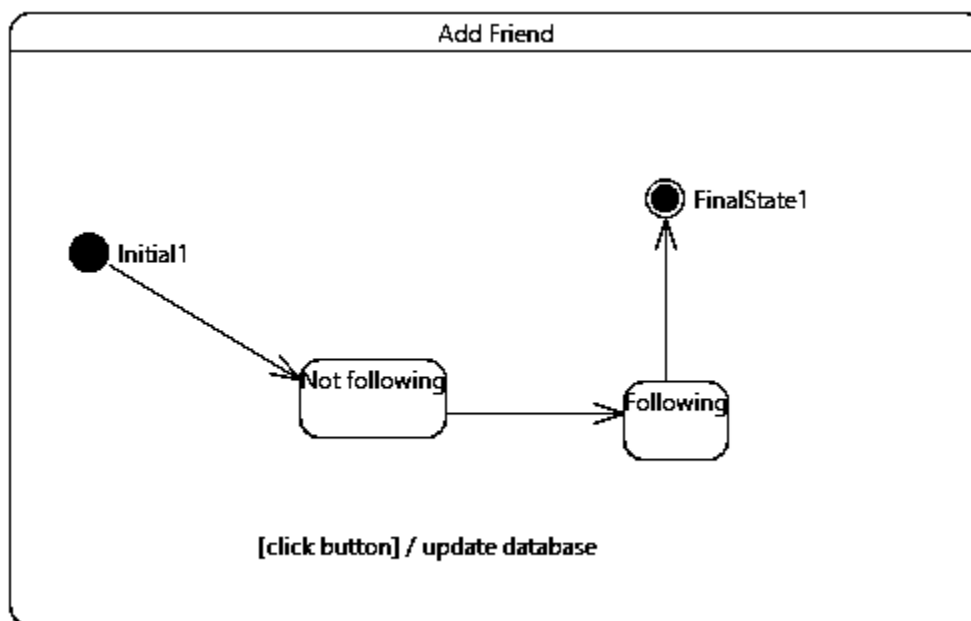 Add Friend
FinalState1
Initial1
Not following
Following
[click button] / update database